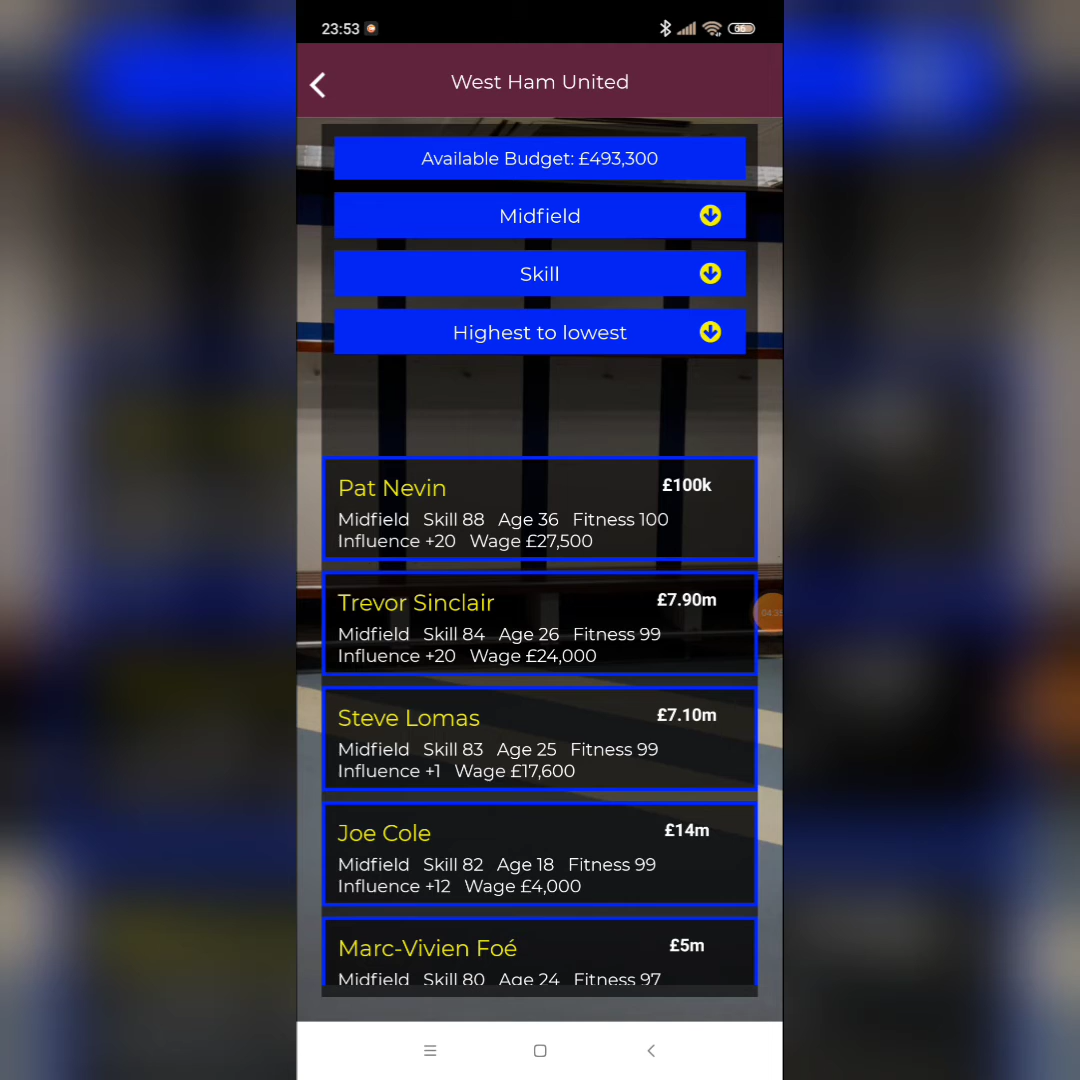 23:53
66
West Ham United
Available Budget: £493,300
Midfield
Skill
Highest to lowest
Pat Nevin £100k
Midfield Skill 88 Age 36 Fitness 100
Influence +20 Wage £27,500
Trevor Sinclair £7.90m
Midfield Skill 84 Age 26 Fitness 99
Influence +20 Wage £24,000
04:35
Steve Lomas £7.10m
Midfield Skill 83 Age 25 Fitness 99
Influence +1 Wage £17,600
Joe Cole £14m
Midfield Skill 82 Age 18 Fitness 99
Influence +12 Wage £4,000
Marc-Vivien Foé £5m
Midfield Skill 80 Age 24 Fitness 97